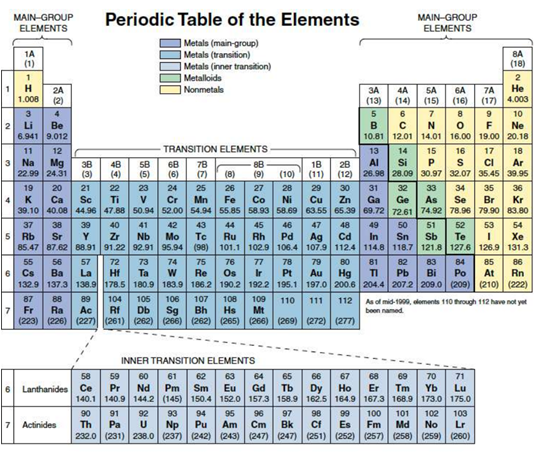 Periodic Table of the Elements
MAIN–GROUP
ELEMENTS
MAIN–GROUP
ELEMENTS
Metals (main-group)
Metals (transition)
Metals (inner transition)
Metalloids
Nonmetals
1A
(1)
8A
(18)
1
H
1.008
2A
(2)
3A 4A 5A 6A 7A
(13) (14) (15) (16) (17)
2
He
4.003
1
3 4 5 6 7 8 9 10
2 Li Be B C N O F Ne
6.941 9.012 10.81 12.01 14.01 16.00 19.00 20.18
TRANSITION ELEMENTS
11 12 13 14 15 16 17 18
3 Na Mg 3B 4B 5B 6B 7B 8B 1B 2B Al Si P S Cl Ar
22.99 24.31 (3) (4) (5) (6) (7) (8) (9) (10) (11) (12) 26.98 28.09 30.97 32.07 35.45 39.95
19 20 21 22 23 24 25 26 27 28 29 30 31 32 33 34 35 36
4 K Ca Sc Ti V Cr Mn Fe Co Ni Cu Zn Ga Ge As Se Br Kr
39.10 40.08 44.96 47.88 50.94 52.00 54.94 55.85 58.93 58.69 63.55 65.39 69.72 72.61 74.92 78.96 79.90 83.80
37 38 39 40 41 42 43 44 45 46 47 48 49 50 51 52 53 54
5 Rb Sr Y Zr Nb Mo Tc Ru Rh Pd Ag Cd In Sn Sb Te I Xe
85.47 87.62 88.91 91.22 92.91 95.94 (98) 101.1 102.9 106.4 107.9 112.4 114.8 118.7 121.8 127.6 126.9 131.3
55 56 57 72 73 74 75 76 77 78 79 80 81 82 83 84 85 86
6 Cs Ba La Hf Ta W Re Os Ir Pt Au Hg Tl Pb Bi Po At Rn
132.9 137.3 138.9 178.5 180.9 183.9 186.2 190.2 192.2 195.1 197.0 200.6 204.4 207.2 209.0 (209) (210) (222)
87 88 89 104 105 106 107 108 109 110 111 112
7 Fr Ra Ac Rf Db Sg Bh Hs Mt
(223) (226) (227) (261) (262) (266) (262) (265) (266) (269) (272) (277)
As of mid-1999, elements 110 through 112 have not yet
been named.
INNER TRANSITION ELEMENTS
58 59 60 61 62 63 64 65 66 67 68 69 70 71
6 Lanthanides Ce Pr Nd Pm Sm Eu Gd Tb Dy Ho Er Tm Yb Lu
140.1 140.9 144.2 (145) 150.4 152.0 157.3 158.9 162.5 164.9 167.3 168.9 173.0 175.0
90 91 92 93 94 95 96 97 98 99 100 101 102 103
7 Actinides Th Pa U Np Pu Am Cm Bk Cf Es Fm Md No Lr
232.0 (231) 238.0 (237) (242) (243) (247) (247) (251) (252) (257) (258) (259) (260)